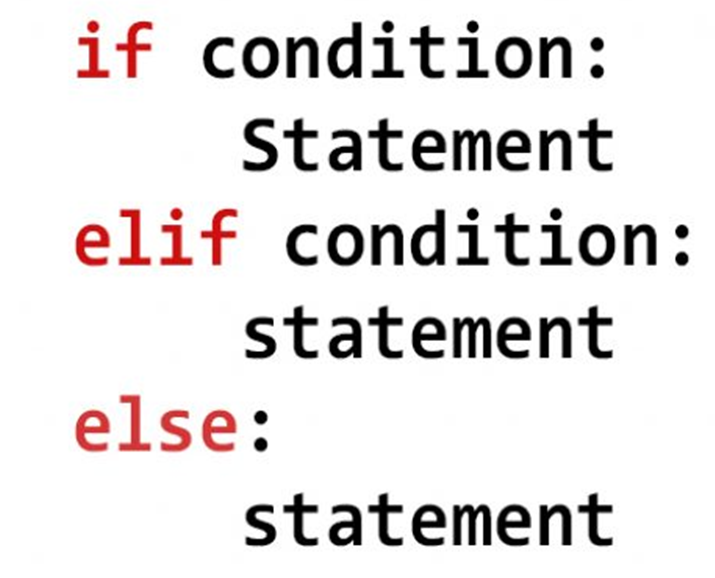 if condition:
    Statement
elif condition:
    statement
else:
    statement